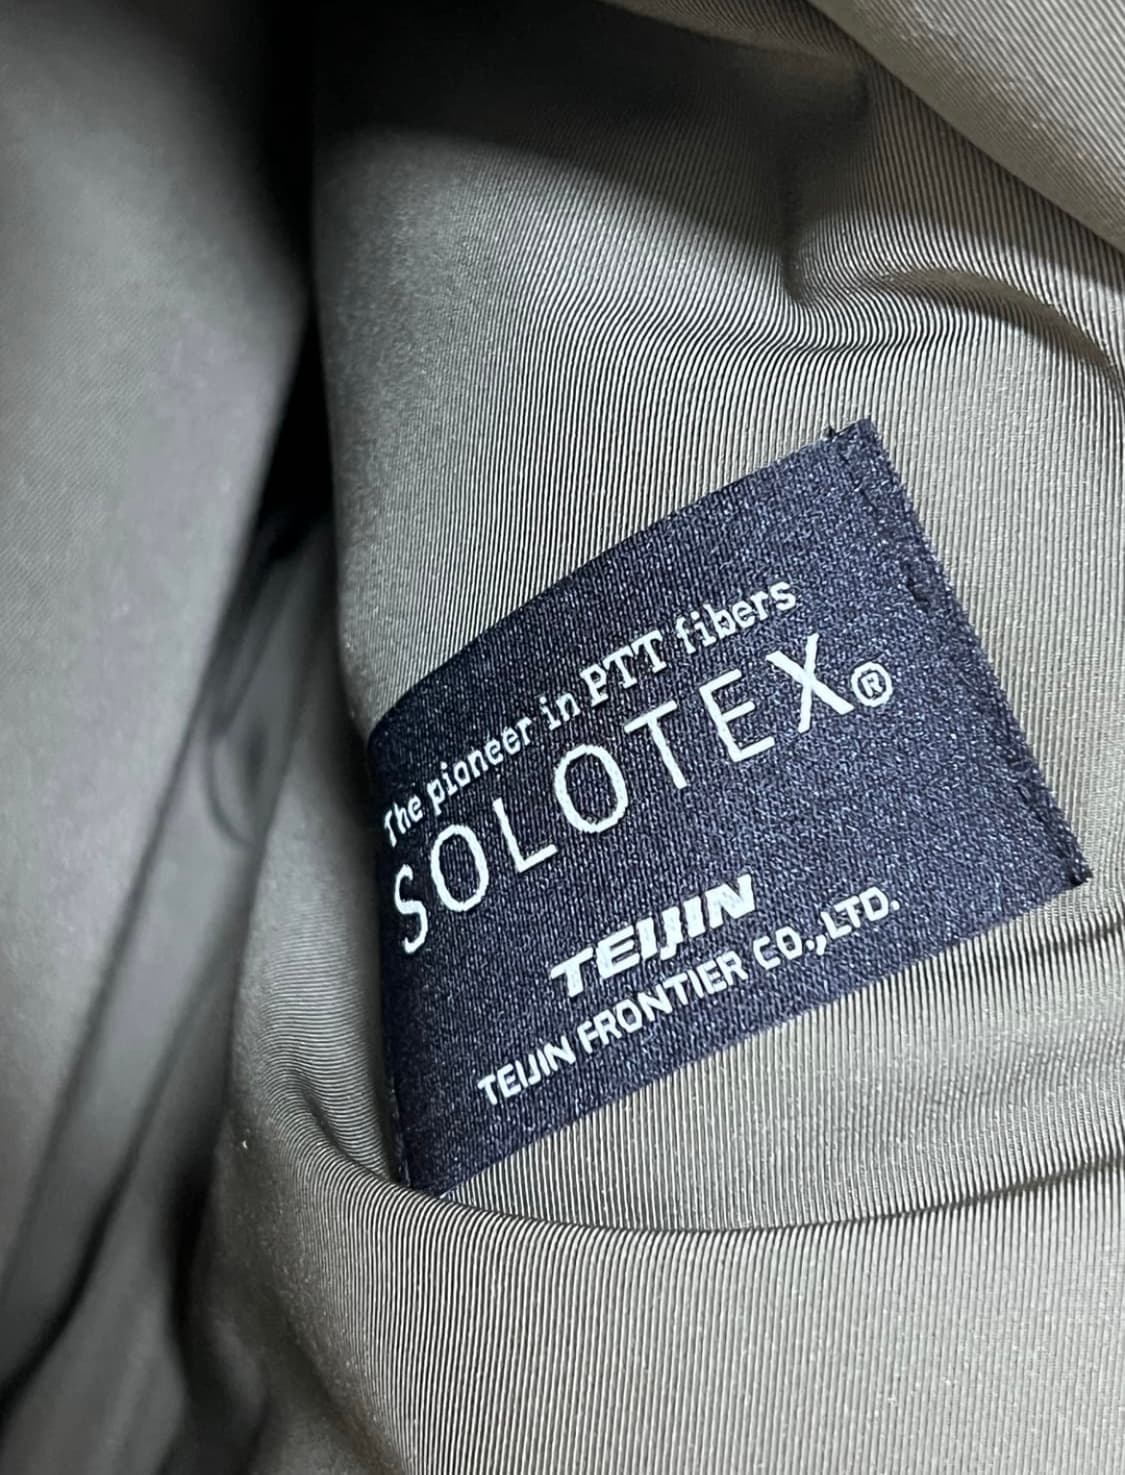 The pioneer in PTT fibers
SOLOTEX®
TEIJIN
TEIJIN FRONTIER CO.,LTD.